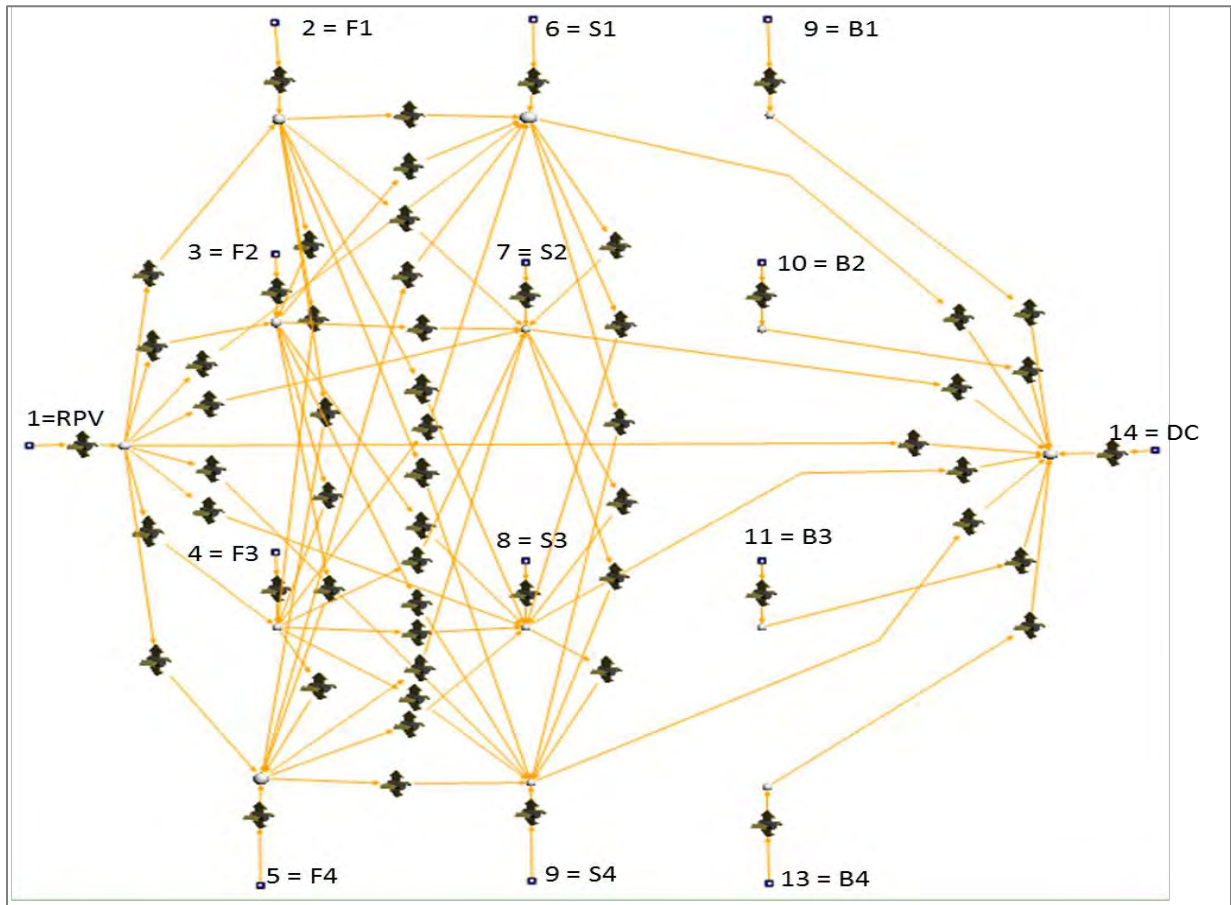 2 = F1
6 = S1
9 = B1
3 = F2
7 = S2
10 = B2
1=RPV
14 = DC
4 = F3
8 = S3
11 = B3
5 = F4
9 = S4
13 = B4